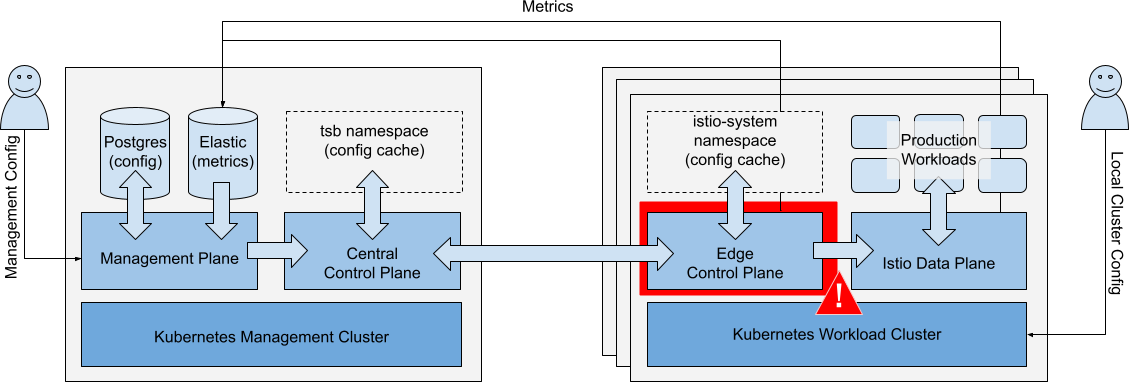 Metrics
Management Config
Postgres
(config)
Elastic
(metrics)
tsb namespace
(config cache)
Management Plane
Central
Control Plane
Kubernetes Management Cluster
istio-system
namespace
(config cache)
Production
Workloads
Edge
Control Plane
!
Istio Data Plane
Kubernetes Workload Cluster
Local Cluster Config